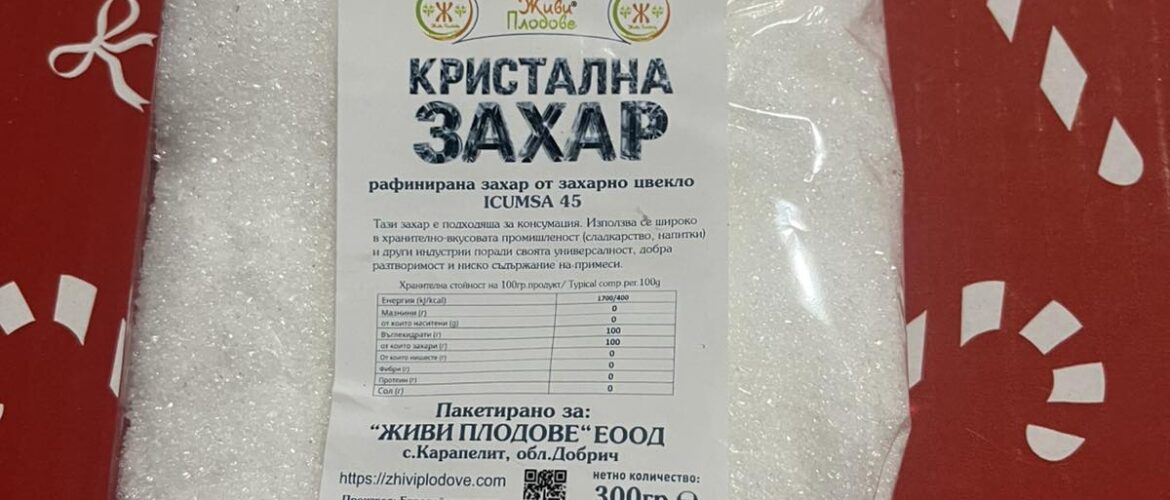 Живи®
Плодове
Ж
Ж
КРИСТАЛНА
ЗАХАР
рафинирана захар от захарно цвекло
ICUMSA 45
Тази захар е подходяща за консумация. Използва се широко
в хранително-вкусовата промишленост (сладкарство, напитки)
и други индустрии поради своята универсалност, добра
разтворимост и ниско съдържание на примеси.
Хранителна стойност на 100гр.продукт/ Typical comp.per.100g
Енергия (kj/kcal) 1700/400
Мазнини (г) 0
от които наситени (g) 0
Въглехидрати (г) 100
от които захари (г) 100
От които нишесте (г) 0
Фибри (г) 0
Протеин (г) 0
Сол (г) 0
Пакетирано за:
“ЖИВИ ПЛОДОВЕ“ ЕООД
с.Карапелит, обл.Добрич
https://zhiviplodove.com
нетно количество:
300гр ℮